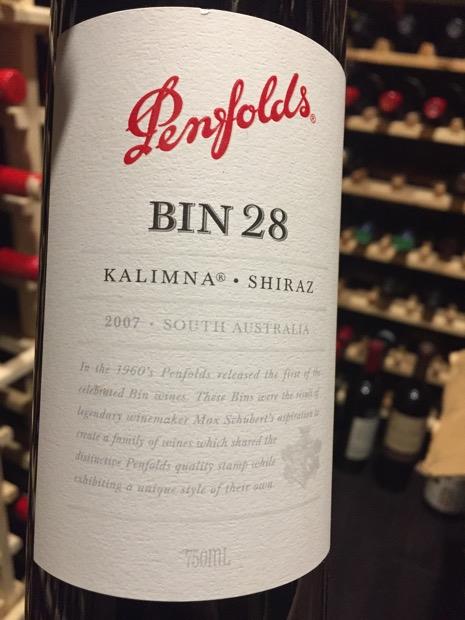 Penfolds®
BIN 28
KALIMNA® • SHIRAZ
2007 • SOUTH AUSTRALIA
In the 1960's Penfolds released the first of the
celebrated Bin wines. These Bins were the result of
legendary winemaker Max Schubert's aspiration to
create a family of wines which shared the
distinctive Penfolds quality stamp while
exhibiting a unique style of their own.
750ML